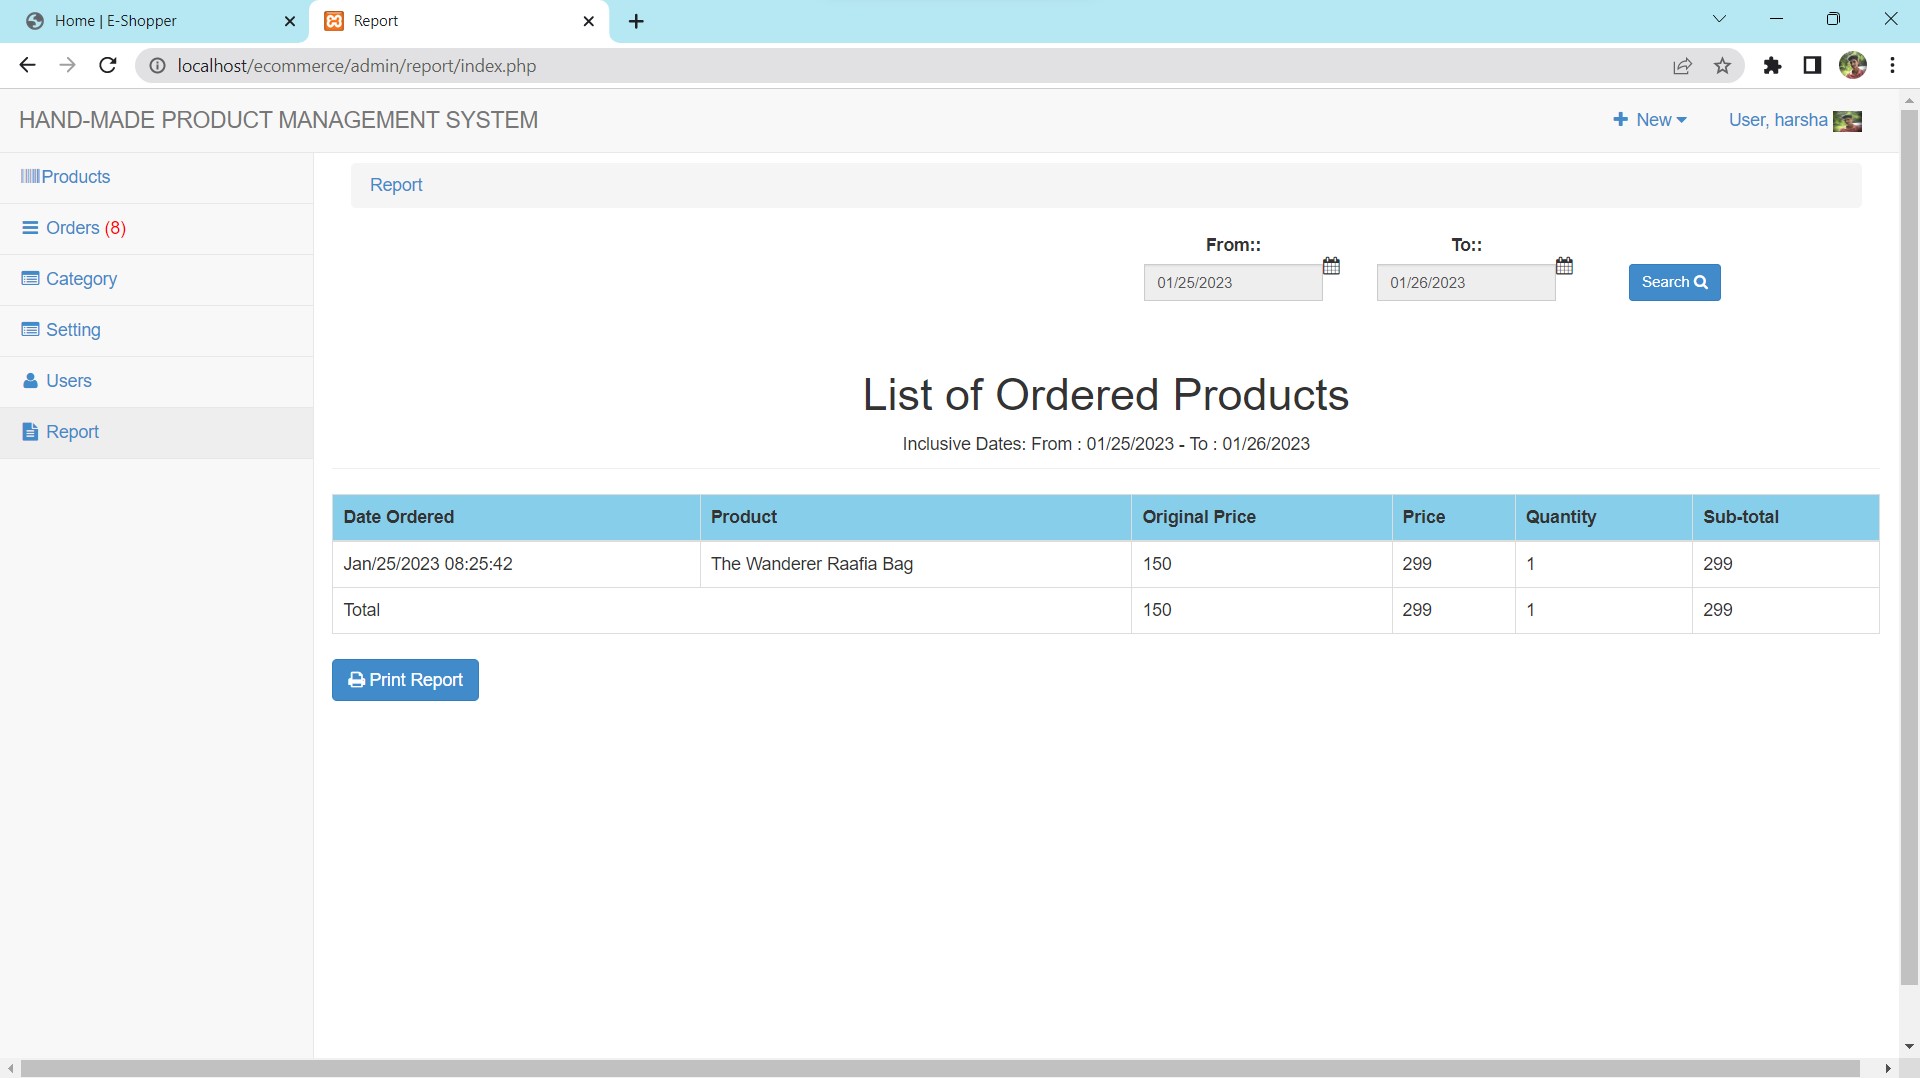 Home | E-Shopper
Report
localhost/ecommerce/admin/report/index.php
HAND-MADE PRODUCT MANAGEMENT SYSTEM
New
User, harsha
Products
Orders (8)
Category
Setting
Users
Report
Report
From::
To::
01/25/2023
01/26/2023
Search
List of Ordered Products
Inclusive Dates: From : 01/25/2023 - To : 01/26/2023
Date Ordered Product Original Price Price Quantity Sub-total
Jan/25/2023 08:25:42 The Wanderer Raafia Bag 150 299 1 299
Total 150 299 1 299
Print Report